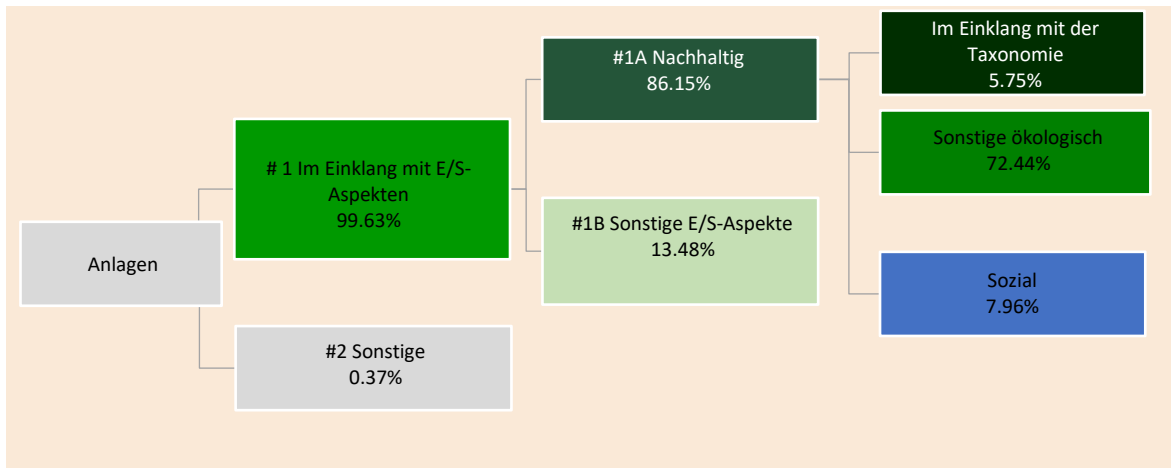 Anlagen
# 1 Im Einklang mit E/S-
Aspekten
99.63%
#2 Sonstige
0.37%
#1A Nachhaltig
86.15%
#1B Sonstige E/S-Aspekte
13.48%
Im Einklang mit der
Taxonomie
5.75%
Sonstige ökologisch
72.44%
Sozial
7.96%